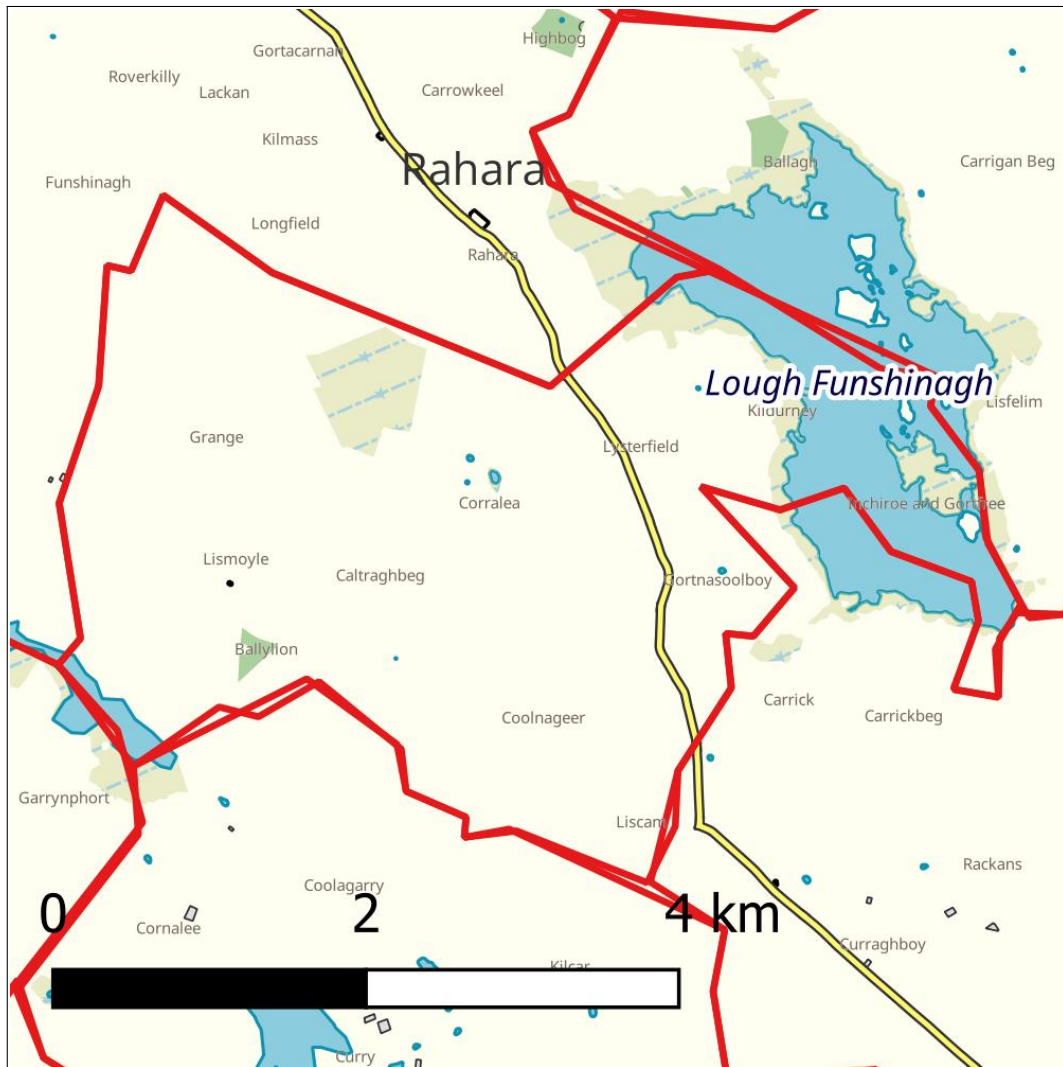 Highbog
Gortacarnan
Roverkilly
Lackan
Carrowkeel
Kilmass
Rahara
Ballagh
Carrigan Beg
Funshinagh
Longfield
Rahara
Lough Funshinagh
Kildurney
Lisfelim
Grange
Lysterfield
Corralea
Inchiroe and Gortfree
Lismoyle
Caltraghbeg
Gortnasoolboy
Ballylion
Carrick
Coolnageer
Carrickbeg
Garrynphort
Liscam
Rackans
Coolagarry
0 2 4 km
Cornalee
Curraghboy
Kilcar
Curry